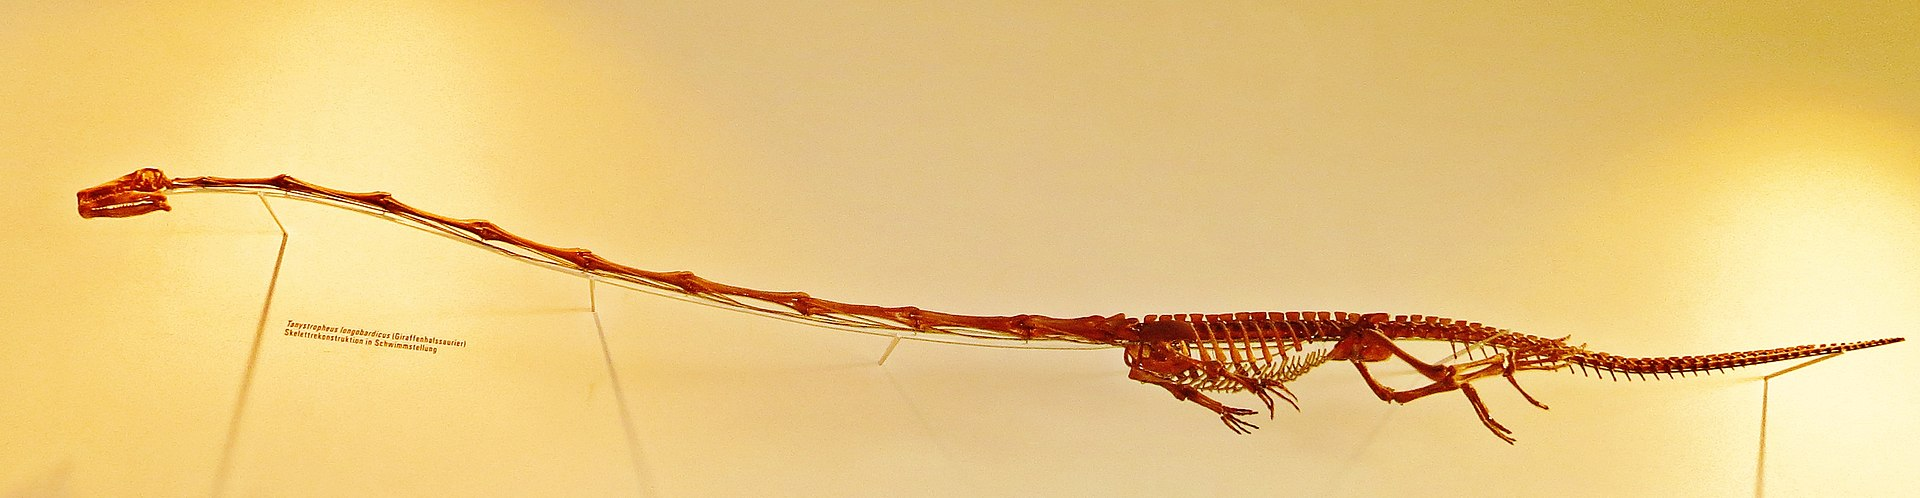 Tanystropheus longobardicus (Giraffenhalssaurier)
Skelettrekonstruktion in Schwimmstellung